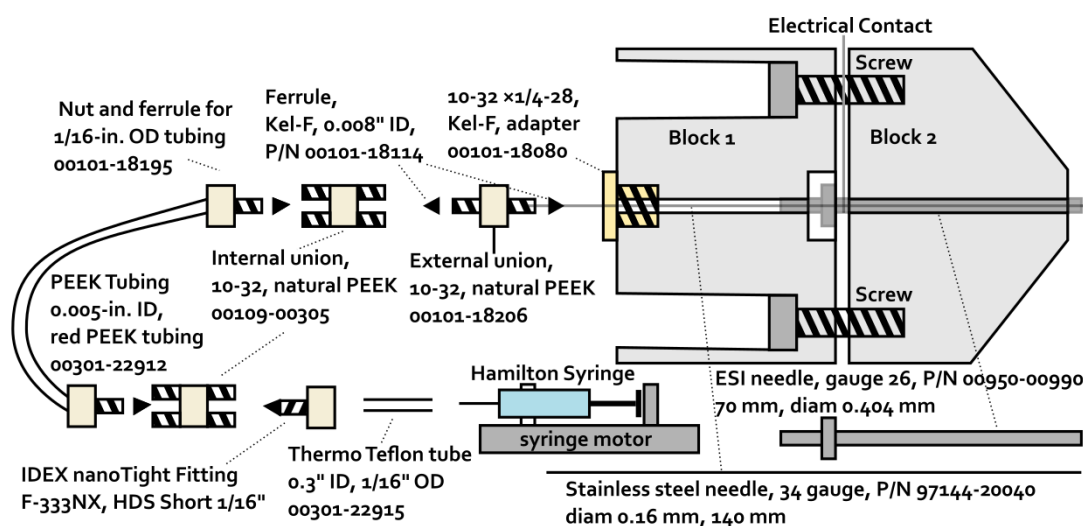 Electrical Contact
Screw
Nut and ferrule for
1/16-in. OD tubing
00101-18195
Ferrule,
Kel-F, 0.008" ID,
P/N 00101-18114
10-32 ×1/4-28,
Kel-F, adapter
00101-18080
Block 1
Block 2
PEEK Tubing
0.005-in. ID,
red PEEK tubing
00301-22912
Internal union,
10-32, natural PEEK
00109-00305
External union,
10-32, natural PEEK
00101-18206
Screw
Hamilton Syringe
syringe motor
ESI needle, gauge 26, P/N 00950-00990
70 mm, diam 0.404 mm
IDEX nanoTight Fitting
F-333NX, HDS Short 1/16"
Thermo Teflon tube
0.3" ID, 1/16" OD
00301-22915
Stainless steel needle, 34 gauge, P/N 97144-20040
diam 0.16 mm, 140 mm